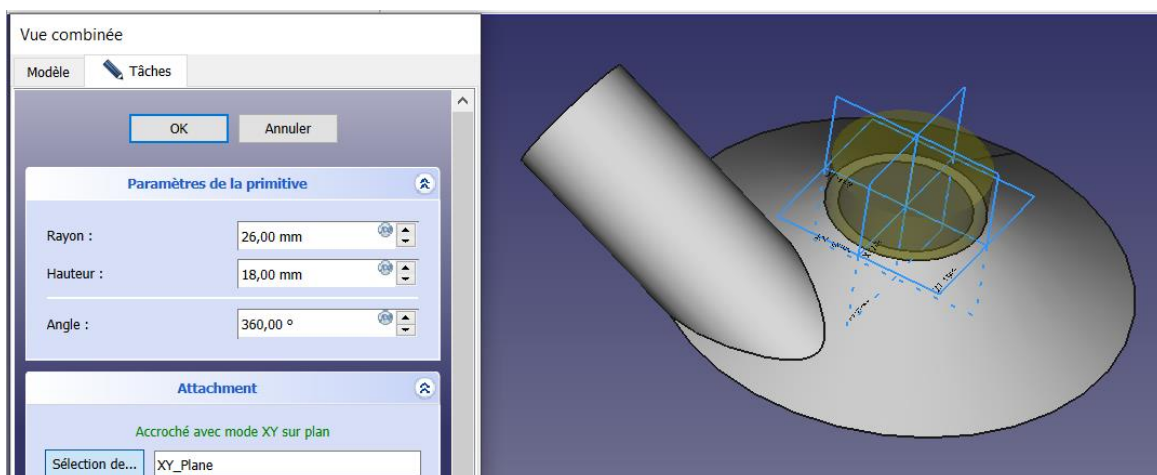 Vue combinée
Modèle Tâches
OK Annuler
Paramètres de la primitive
Rayon : 26,00 mm
Hauteur : 18,00 mm
Angle : 360,00 °
Attachment
Accroché avec mode XY sur plan
Sélection de... XY_Plane